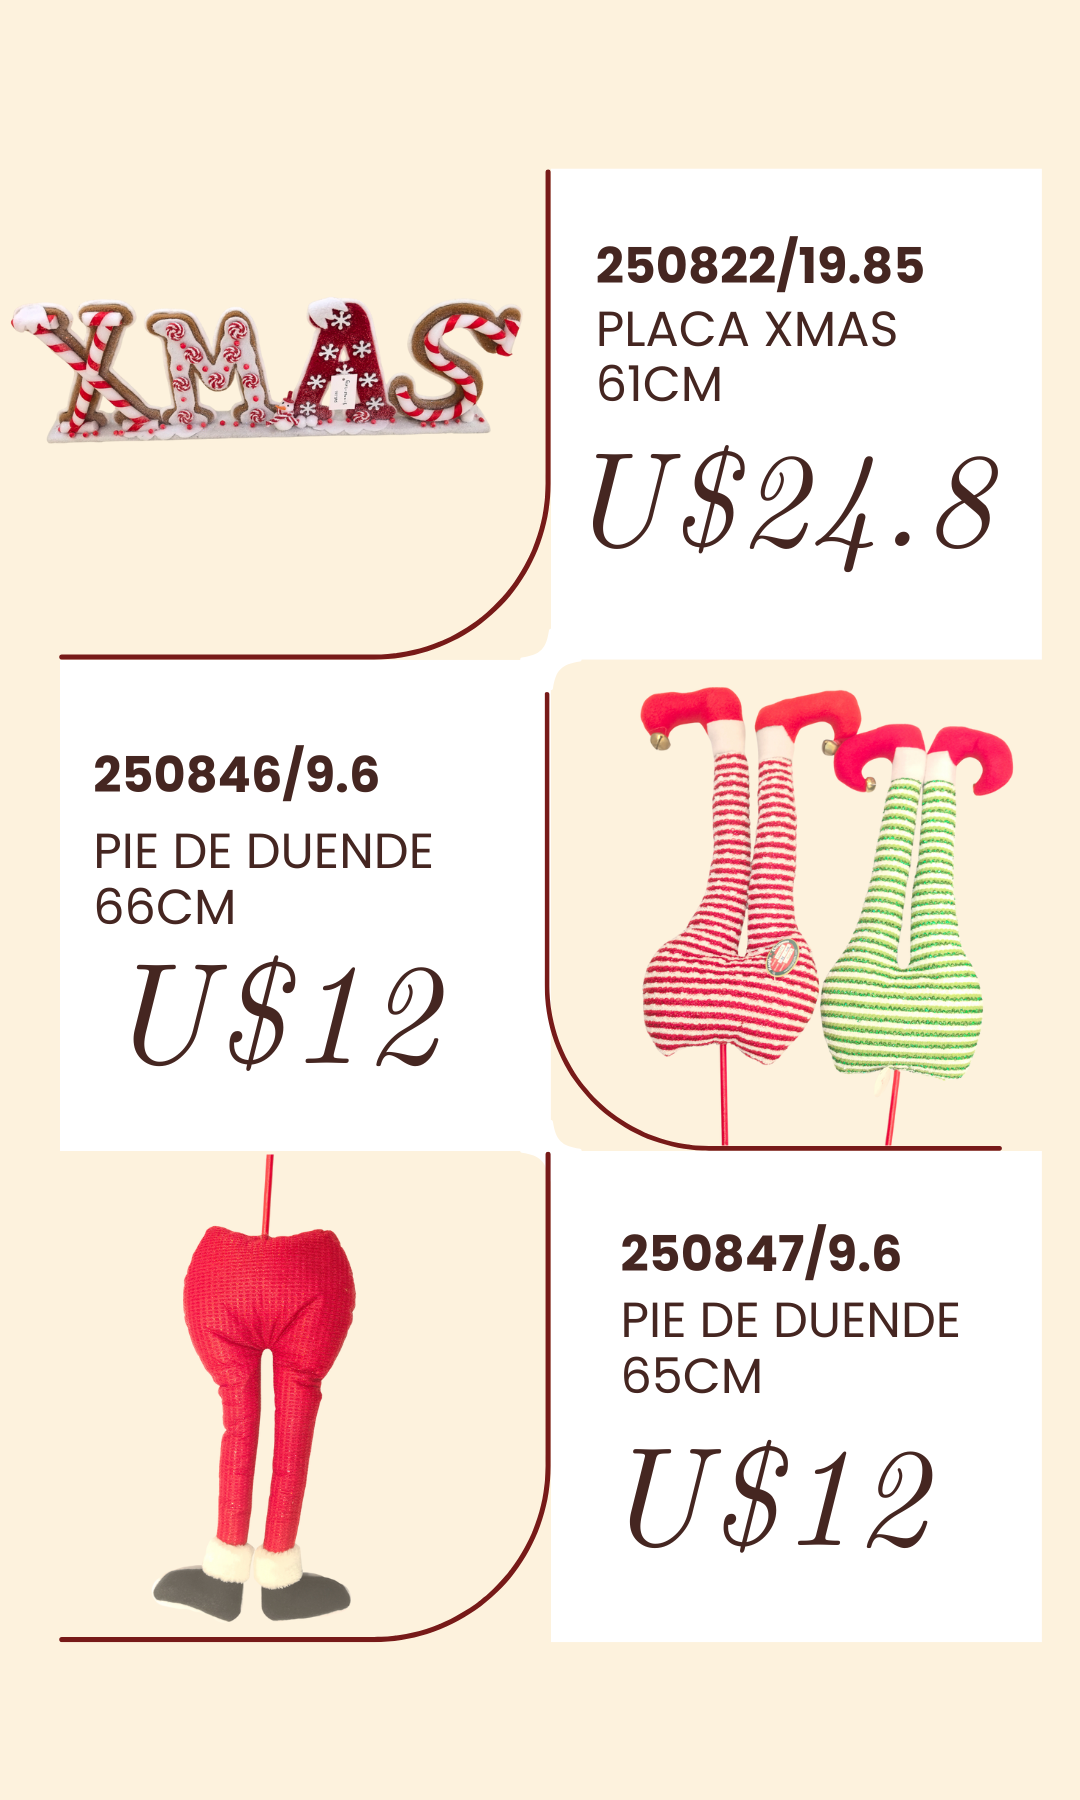 XMAS
250822/19.85
PLACA XMAS
61CM
U$24.8
250846/9.6
PIE DE DUENDE
66CM
U$12
250847/9.6
PIE DE DUENDE
65CM
U$12